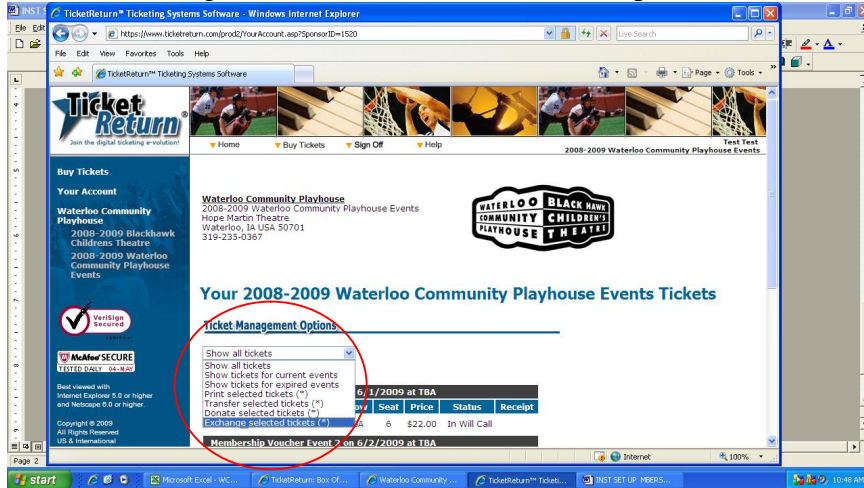 INST S
TicketReturn™ Ticketing Systems Software - Windows Internet Explorer
File Edit
https://www.ticketreturn.com/prod2/YourAccount.asp?SponsorID=1520
Live Search
File Edit View Favorites Tools Help
TicketReturn™ Ticketing Systems Software
Page Tools
Ticket Return®
Join the digital ticketing e-volution!
Home Buy Tickets Sign Off Help
Test Test
2008-2009 Waterloo Community Playhouse Events
Buy Tickets
Your Account
Waterloo Community
Playhouse
2008-2009 Blackhawk
Childrens Theatre
2008-2009 Waterloo
Community Playhouse
Events
VeriSign
Secured
VERIFY
McAfee SECURE
TESTED DAILY 04-MAY
Best viewed with
Internet Explorer 5.0 or higher
and Netscape 6.0 or higher.
Copyright © 2009
All Rights Reserved
US & International
Waterloo Community Playhouse
2008-2009 Waterloo Community Playhouse Events
Hope Martin Theatre
Waterloo, IA USA 50701
319-235-0367
WATERLOO COMMUNITY PLAYHOUSE
BLACK HAWK CHILDREN'S THEATRE
Your 2008-2009 Waterloo Community Playhouse Events Tickets
Ticket Management Options
Show all tickets
Show all tickets
Show tickets for current events
Show tickets for expired events
Print selected tickets (*)
Transfer selected tickets (*)
Donate selected tickets (*)
Exchange selected tickets (*)
6/1/2009 at TBA
Seat Price Status Receipt
6 $22.00 In Will Call
Membership Voucher Event 2 on 6/2/2009 at TBA
Internet 100%
Page 2
start
Microsoft Excel - WC...
TicketReturn: Box Of...
Waterloo Community ...
TicketReturn™ Ticketi...
INST SET UP MBERS...
10:48 AM